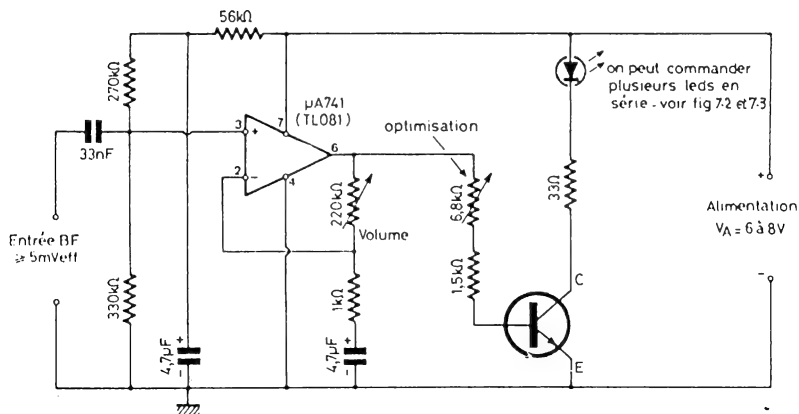 56kΩ
270kΩ
µA741
(TL081)
7
3
+
6
2
-
4
33nF
optimisation
on peut commander
plusieurs leds en
série - voir fig 7-2 et 7-3
220kΩ
Volume
6,8kΩ
33Ω
+
Alimentation
VA = 6 à 8V
-
Entrée BF
≥ 5mVeff
330kΩ
1kΩ
1,5kΩ
C
E
+
4,7µF
-
+
4,7µF
-